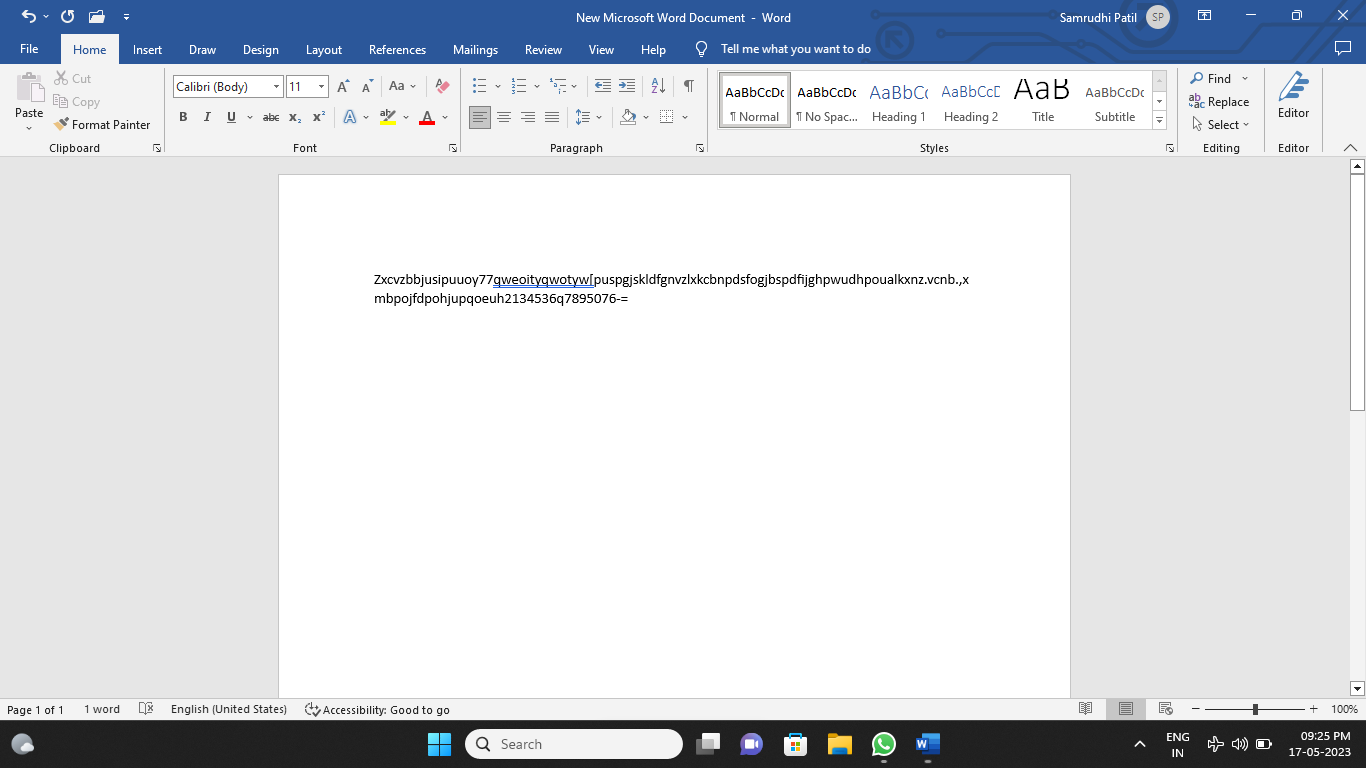 New Microsoft Word Document - Word
Samrudhi Patil SP
File Home Insert Draw Design Layout References Mailings Review View Help Tell me what you want to do
Paste
Cut
Copy
Format Painter
Clipboard
Calibri (Body) 11
Aa
B I U abc x₂ x²
Font
Paragraph
AaBbCcDc AaBbCcDc AaBbCc AaBbCcD AaB AaBbCcDc
¶ Normal ¶ No Spac... Heading 1 Heading 2 Title Subtitle
Styles
Find
Replace
Select
Editing
Editor
Editor
Zxcvzbbjusipuuoy77qweoityqwotyw[puspgjskldfgnvzlxkcbnpdsfogjbspdfijghpwudhpoualkxnz.vcnb.,x
mbpojfdpohjupqoeuh2134536q7895076-=
Page 1 of 1 1 word English (United States) Accessibility: Good to go 100%
Search
ENG
IN
09:25 PM
17-05-2023